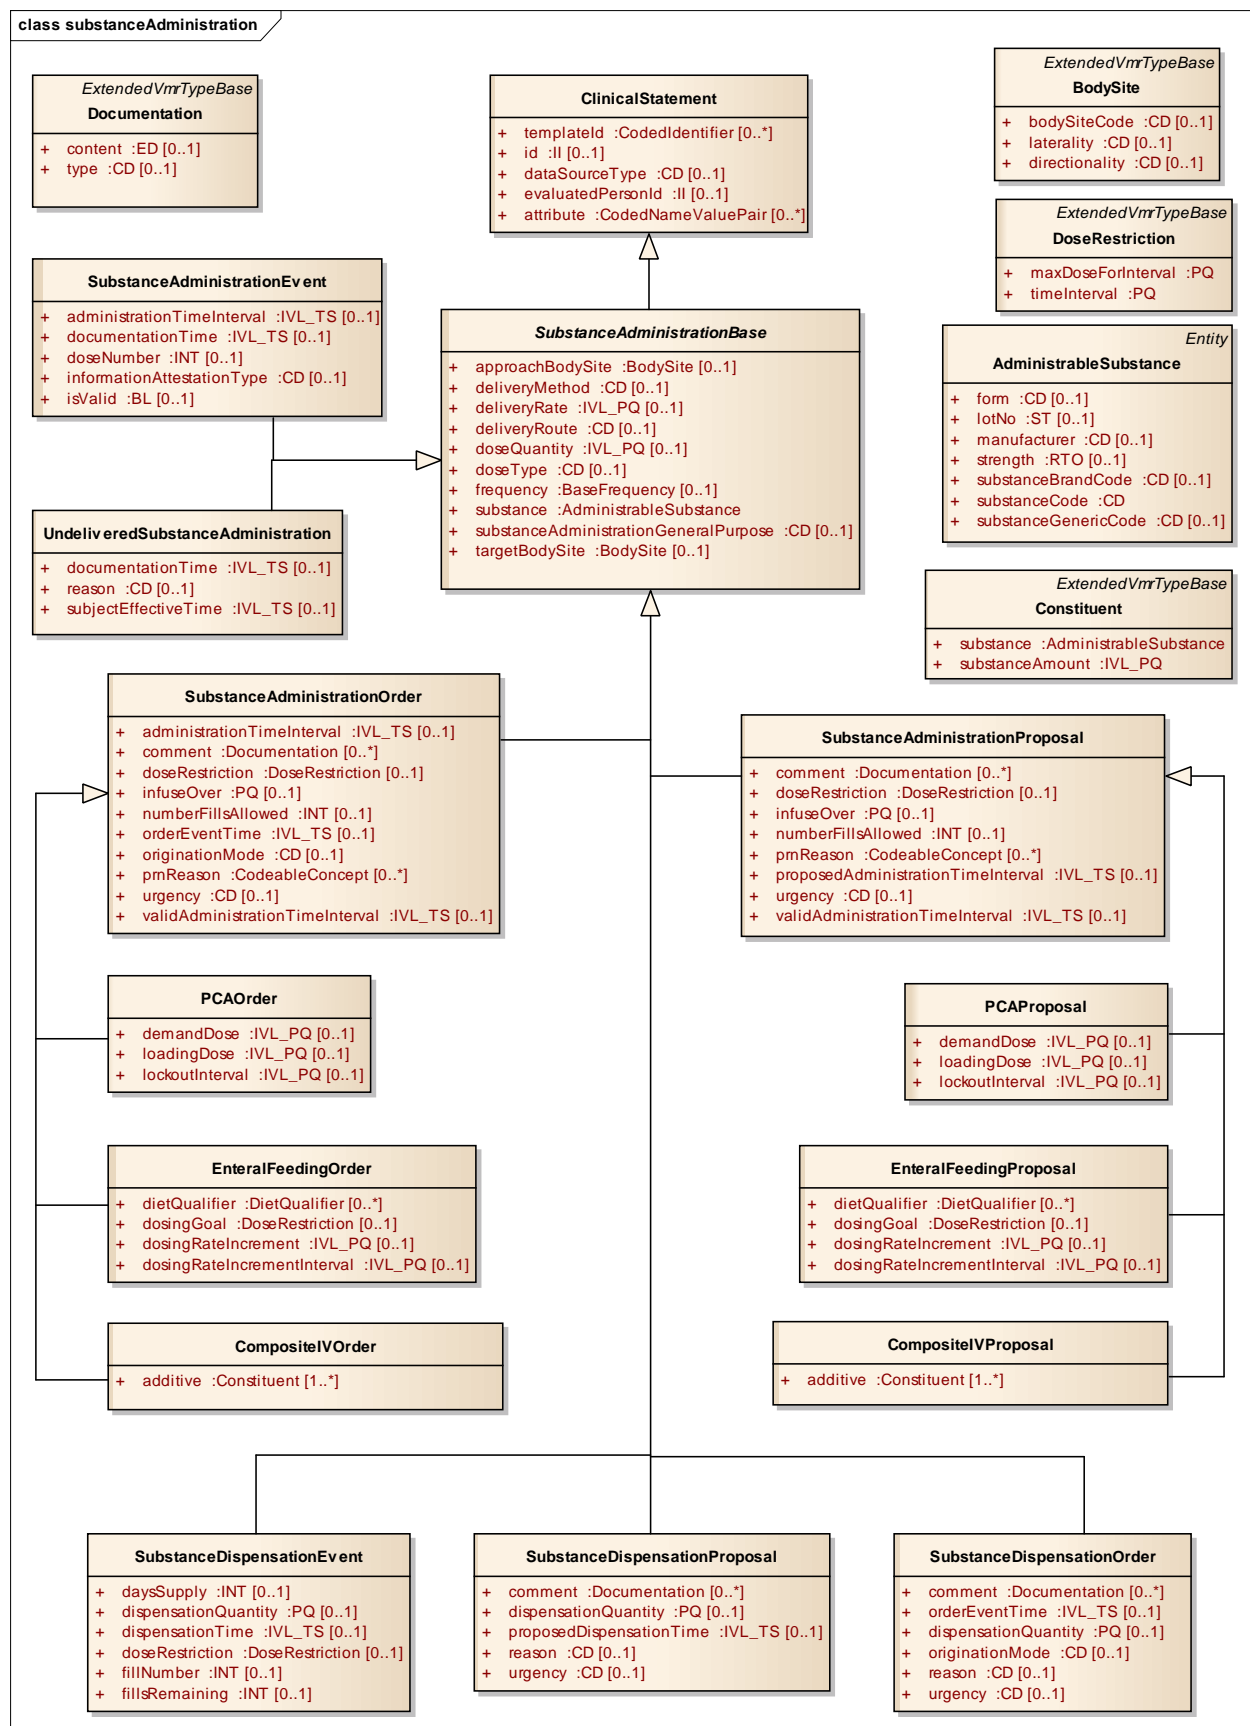 class substanceAdministration
ExtendedVmrTypeBase
Documentation
+ content :ED [0..1]
+ type :CD [0..1]
ClinicalStatement
+ templateId :CodedIdentifier [0..*]
+ id :II [0..1]
+ dataSourceType :CD [0..1]
+ evaluatedPersonId :II [0..1]
+ attribute :CodedNameValuePair [0..*]
ExtendedVmrTypeBase
BodySite
+ bodySiteCode :CD [0..1]
+ laterality :CD [0..1]
+ directionality :CD [0..1]
ExtendedVmrTypeBase
DoseRestriction
+ maxDoseForInterval :PQ
+ timeInterval :PQ
SubstanceAdministrationEvent
+ administrationTimeInterval :IVL_TS [0..1]
+ documentationTime :IVL_TS [0..1]
+ doseNumber :INT [0..1]
+ informationAttestationType :CD [0..1]
+ isValid :BL [0..1]
SubstanceAdministrationBase
+ approachBodySite :BodySite [0..1]
+ deliveryMethod :CD [0..1]
+ deliveryRate :IVL_PQ [0..1]
+ deliveryRoute :CD [0..1]
+ doseQuantity :IVL_PQ [0..1]
+ doseType :CD [0..1]
+ frequency :BaseFrequency [0..1]
+ substance :AdministrableSubstance
+ substanceAdministrationGeneralPurpose :CD [0..1]
+ targetBodySite :BodySite [0..1]
Entity
AdministrableSubstance
+ form :CD [0..1]
+ lotNo :ST [0..1]
+ manufacturer :CD [0..1]
+ strength :RTO [0..1]
+ substanceBrandCode :CD [0..1]
+ substanceCode :CD
+ substanceGenericCode :CD [0..1]
UndeliveredSubstanceAdministration
+ documentationTime :IVL_TS [0..1]
+ reason :CD [0..1]
+ subjectEffectiveTime :IVL_TS [0..1]
ExtendedVmrTypeBase
Constituent
+ substance :AdministrableSubstance
+ substanceAmount :IVL_PQ
SubstanceAdministrationOrder
+ administrationTimeInterval :IVL_TS [0..1]
+ comment :Documentation [0..*]
+ doseRestriction :DoseRestriction [0..1]
+ infuseOver :PQ [0..1]
+ numberFillsAllowed :INT [0..1]
+ orderEventTime :IVL_TS [0..1]
+ originationMode :CD [0..1]
+ prnReason :CodeableConcept [0..*]
+ urgency :CD [0..1]
+ validAdministrationTimeInterval :IVL_TS [0..1]
SubstanceAdministrationProposal
+ comment :Documentation [0..*]
+ doseRestriction :DoseRestriction [0..1]
+ infuseOver :PQ [0..1]
+ numberFillsAllowed :INT [0..1]
+ prnReason :CodeableConcept [0..*]
+ proposedAdministrationTimeInterval :IVL_TS [0..1]
+ urgency :CD [0..1]
+ validAdministrationTimeInterval :IVL_TS [0..1]
PCAOrder
+ demandDose :IVL_PQ [0..1]
+ loadingDose :IVL_PQ [0..1]
+ lockoutInterval :IVL_PQ [0..1]
PCAProposal
+ demandDose :IVL_PQ [0..1]
+ loadingDose :IVL_PQ [0..1]
+ lockoutInterval :IVL_PQ [0..1]
EnteralFeedingOrder
+ dietQualifier :DietQualifier [0..*]
+ dosingGoal :DoseRestriction [0..1]
+ dosingRateIncrement :IVL_PQ [0..1]
+ dosingRateIncrementInterval :IVL_PQ [0..1]
EnteralFeedingProposal
+ dietQualifier :DietQualifier [0..*]
+ dosingGoal :DoseRestriction [0..1]
+ dosingRateIncrement :IVL_PQ [0..1]
+ dosingRateIncrementInterval :IVL_PQ [0..1]
CompositeIVOrder
+ additive :Constituent [1..*]
CompositeIVProposal
+ additive :Constituent [1..*]
SubstanceDispensationEvent
+ daysSupply :INT [0..1]
+ dispensationQuantity :PQ [0..1]
+ dispensationTime :IVL_TS [0..1]
+ doseRestriction :DoseRestriction [0..1]
+ fillNumber :INT [0..1]
+ fillsRemaining :INT [0..1]
SubstanceDispensationProposal
+ comment :Documentation [0..*]
+ dispensationQuantity :PQ [0..1]
+ proposedDispensationTime :IVL_TS [0..1]
+ reason :CD [0..1]
+ urgency :CD [0..1]
SubstanceDispensationOrder
+ comment :Documentation [0..*]
+ orderEventTime :IVL_TS [0..1]
+ dispensationQuantity :PQ [0..1]
+ originationMode :CD [0..1]
+ reason :CD [0..1]
+ urgency :CD [0..1]